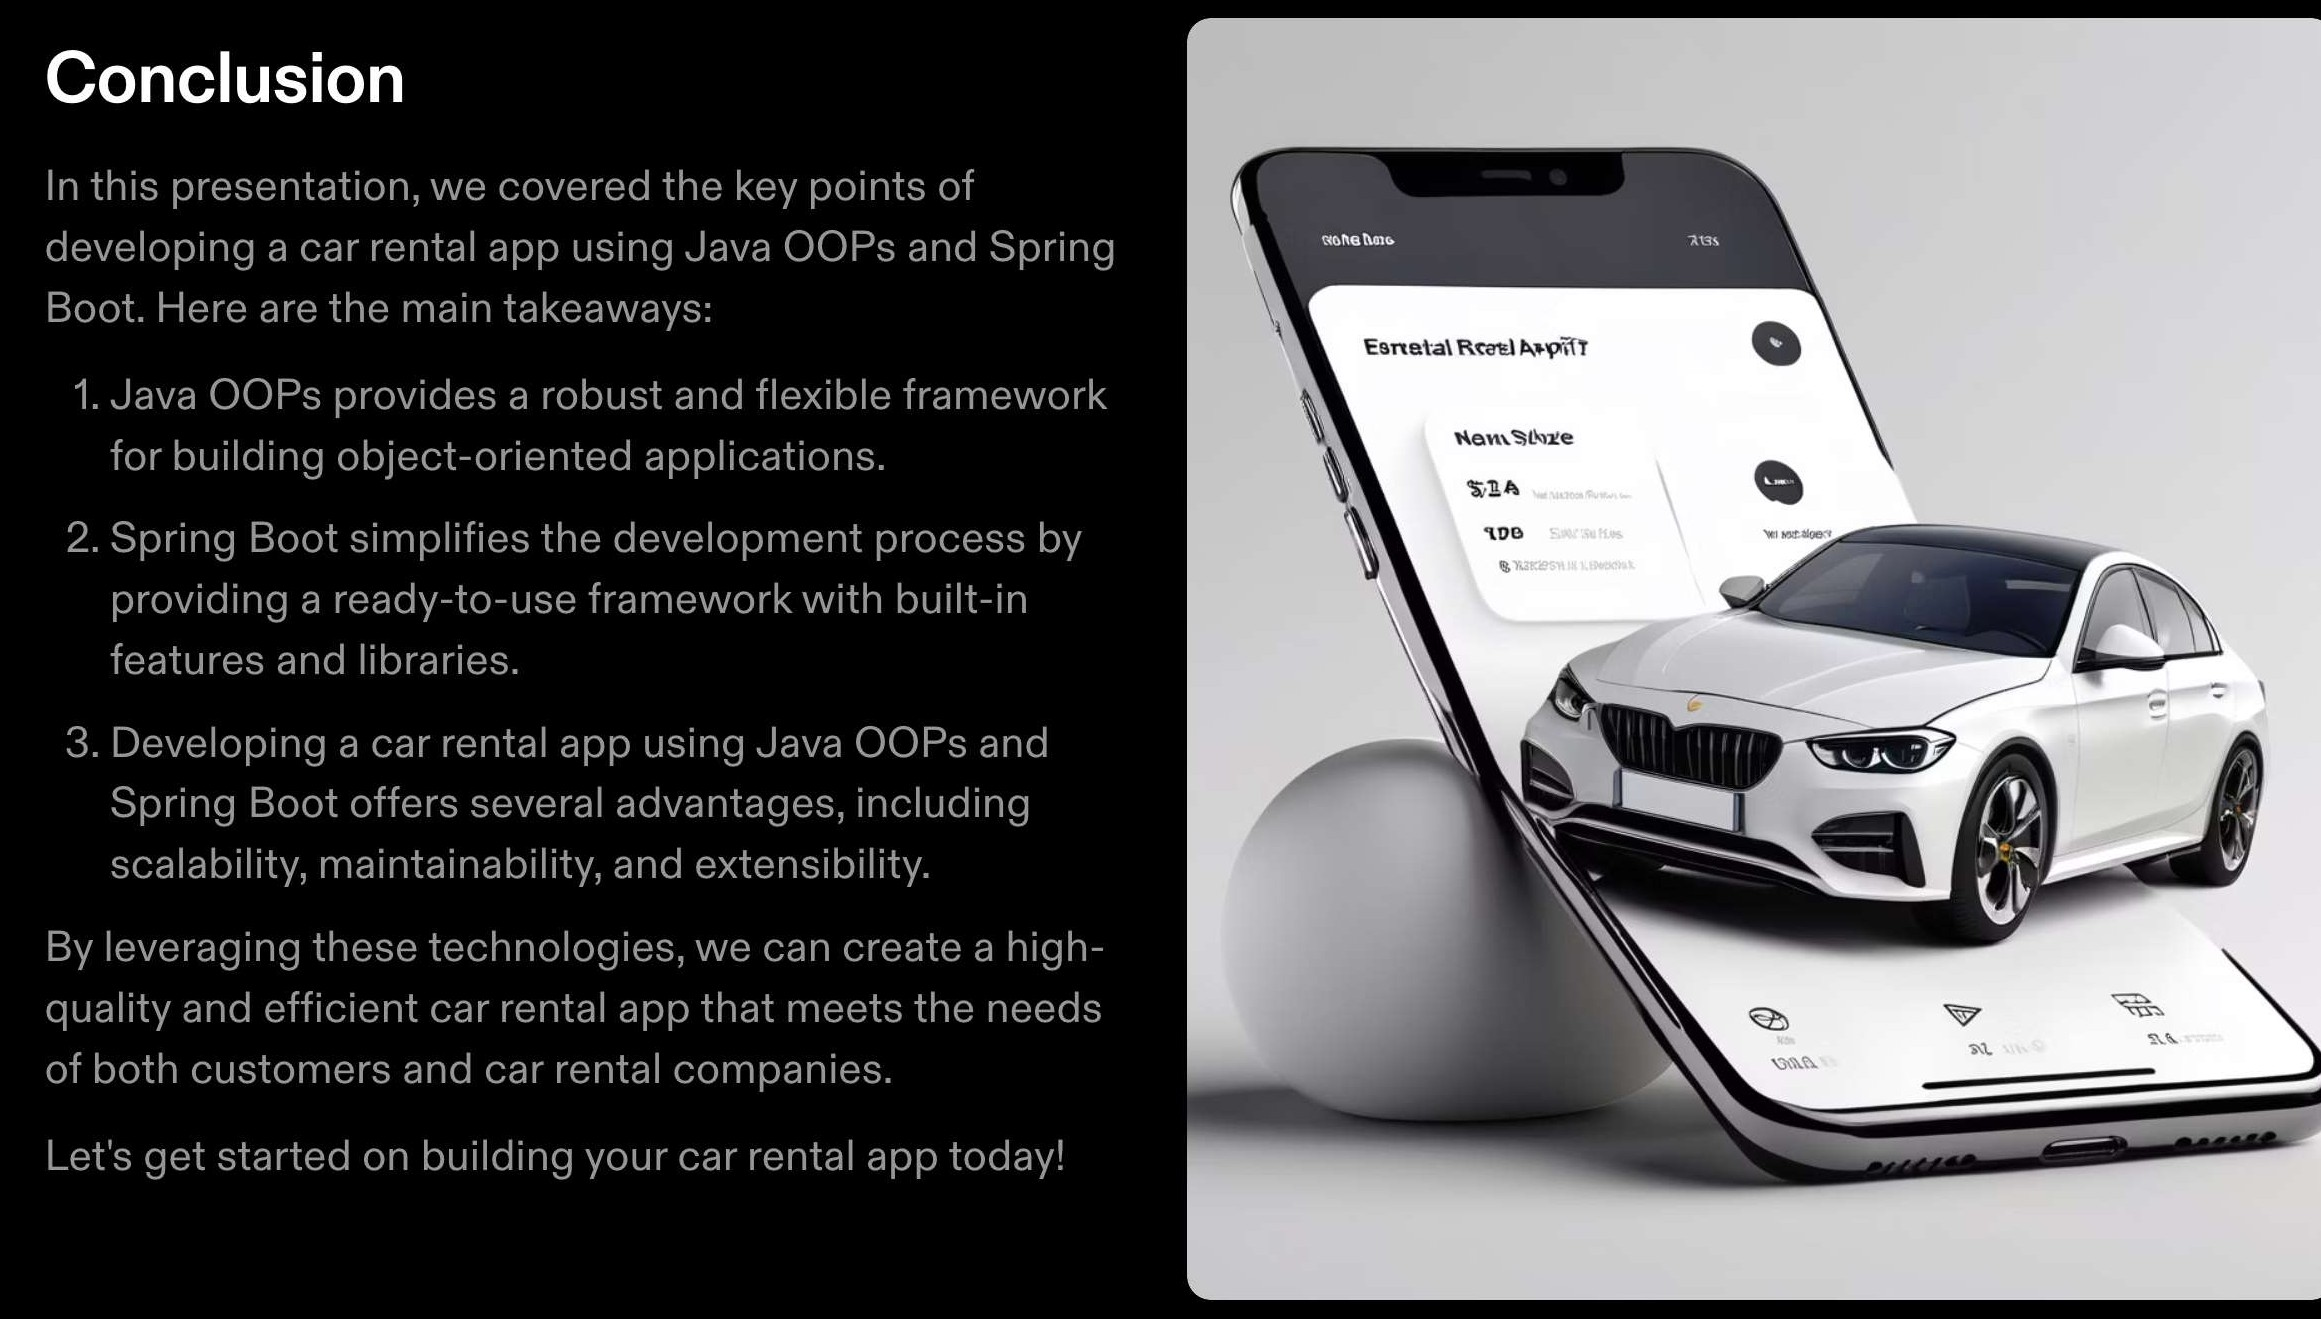 Conclusion
In this presentation, we covered the key points of
developing a car rental app using Java OOPs and Spring
Boot. Here are the main takeaways:
1. Java OOPs provides a robust and flexible framework
for building object-oriented applications.
2. Spring Boot simplifies the development process by
providing a ready-to-use framework with built-in
features and libraries.
3. Developing a car rental app using Java OOPs and
Spring Boot offers several advantages, including
scalability, maintainability, and extensibility.
By leveraging these technologies, we can create a high-
quality and efficient car rental app that meets the needs
of both customers and car rental companies.
Let's get started on building your car rental app today!